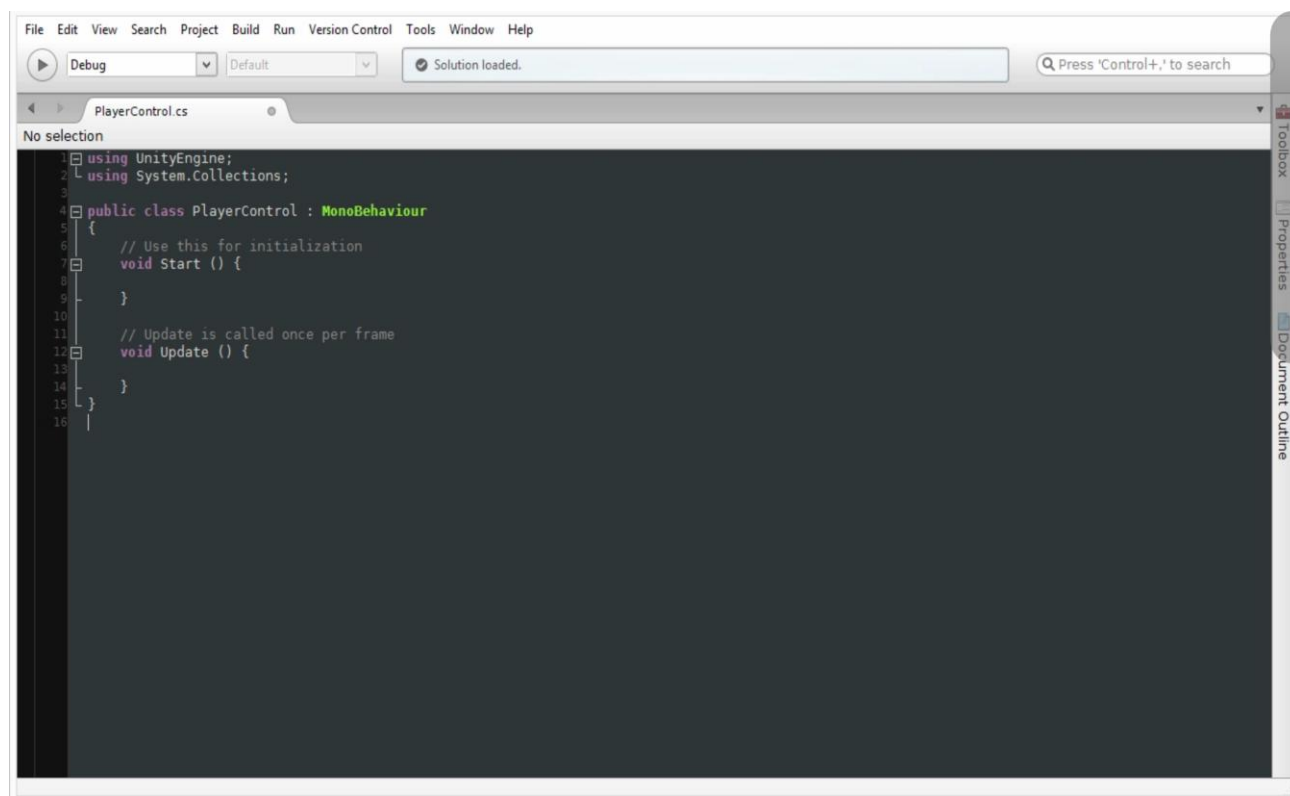 File Edit View Search Project Build Run Version Control Tools Window Help
Debug Default Solution loaded. Press 'Control+,' to search
PlayerControl.cs
No selection
1 using UnityEngine;
2 using System.Collections;
3
4 public class PlayerControl : MonoBehaviour
5 {
6 // Use this for initialization
7 void Start () {
8
9 }
10
11 // Update is called once per frame
12 void Update () {
13
14 }
15 }
16
Toolbox
Properties
Document Outline